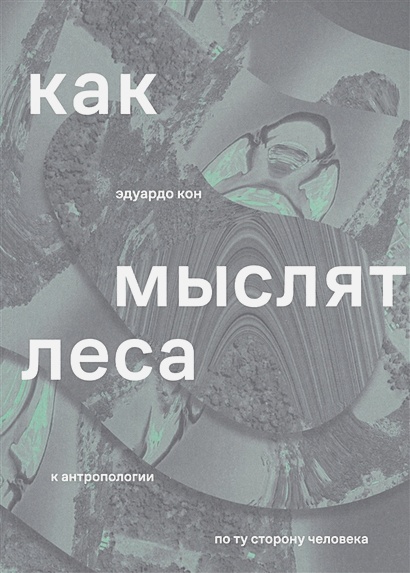 как
эдуардо кон
мыслят
леса
к антропологии
по ту сторону человека